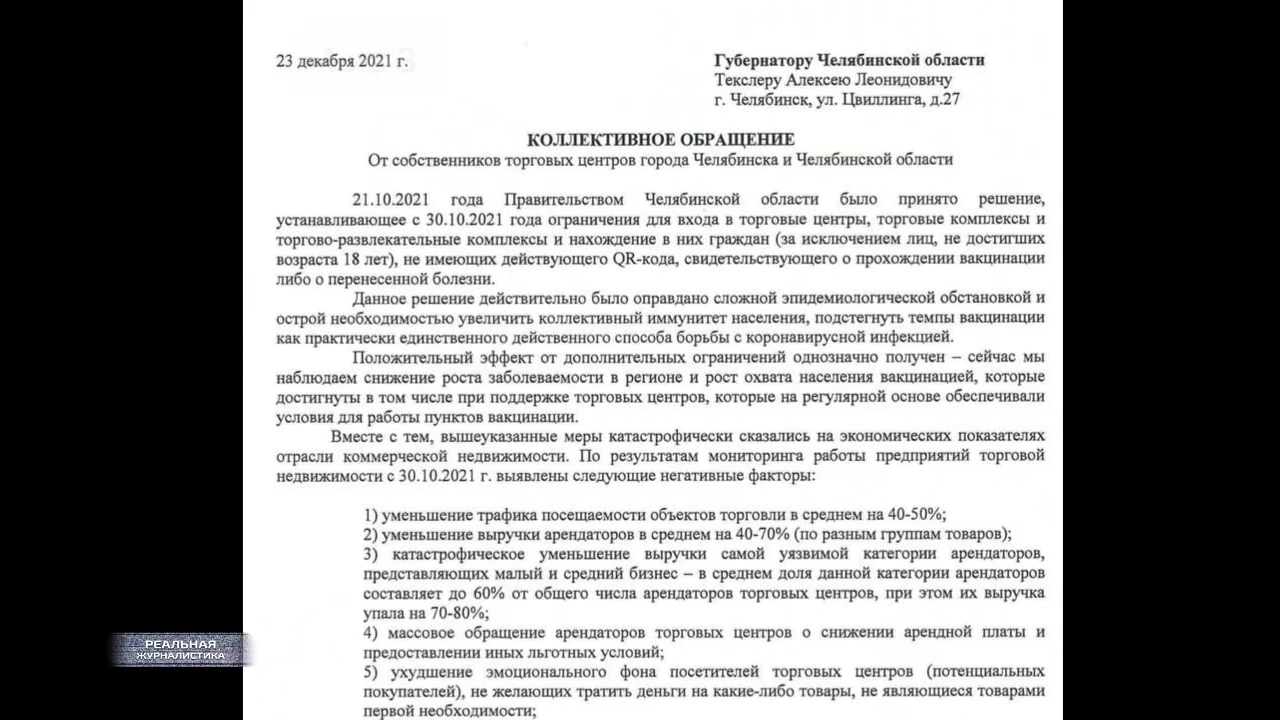 23 декабря 2021 г.
Губернатору Челябинской области
Текслеру Алексею Леонидовичу
г. Челябинск, ул. Цвиллинга, д.27
КОЛЛЕКТИВНОЕ ОБРАЩЕНИЕ
От собственников торговых центров города Челябинска и Челябинской области
21.10.2021 года Правительством Челябинской области было принято решение,
устанавливающее с 30.10.2021 года ограничения для входа в торговые центры, торговые комплексы и
торгово-развлекательные комплексы и нахождение в них граждан (за исключением лиц, не достигших
возраста 18 лет), не имеющих действующего QR-кода, свидетельствующего о прохождении вакцинации
либо о перенесенной болезни.
Данное решение действительно было оправдано сложной эпидемиологической обстановкой и
острой необходимостью увеличить коллективный иммунитет населения, подстегнуть темпы вакцинации
как практически единственного действенного способа борьбы с коронавирусной инфекцией.
Положительный эффект от дополнительных ограничений однозначно получен – сейчас мы
наблюдаем снижение роста заболеваемости в регионе и рост охвата населения вакцинацией, которые
достигнуты в том числе при поддержке торговых центров, которые на регулярной основе обеспечивали
условия для работы пунктов вакцинации.
Вместе с тем, вышеуказанные меры катастрофически сказались на экономических показателях
отрасли коммерческой недвижимости. По результатам мониторинга работы предприятий торговой
недвижимости с 30.10.2021 г. выявлены следующие негативные факторы:
1) уменьшение трафика посещаемости объектов торговли в среднем на 40-50%;
2) уменьшение выручки арендаторов в среднем на 40-70% (по разным группам товаров);
3) катастрофическое уменьшение выручки самой уязвимой категории арендаторов,
представляющих малый и средний бизнес – в среднем доля данной категории арендаторов
составляет до 60% от общего числа арендаторов торговых центров, при этом их выручка
упала на 70-80%;
4) массовое обращение арендаторов торговых центров о снижении арендной платы и
предоставлении иных льготных условий;
5) ухудшение эмоционального фона посетителей торговых центров (потенциальных
покупателей), не желающих тратить деньги на какие-либо товары, не являющиеся товарами
первой необходимости;
РЕАЛЬНАЯ
ЖУРНАЛИСТИКА